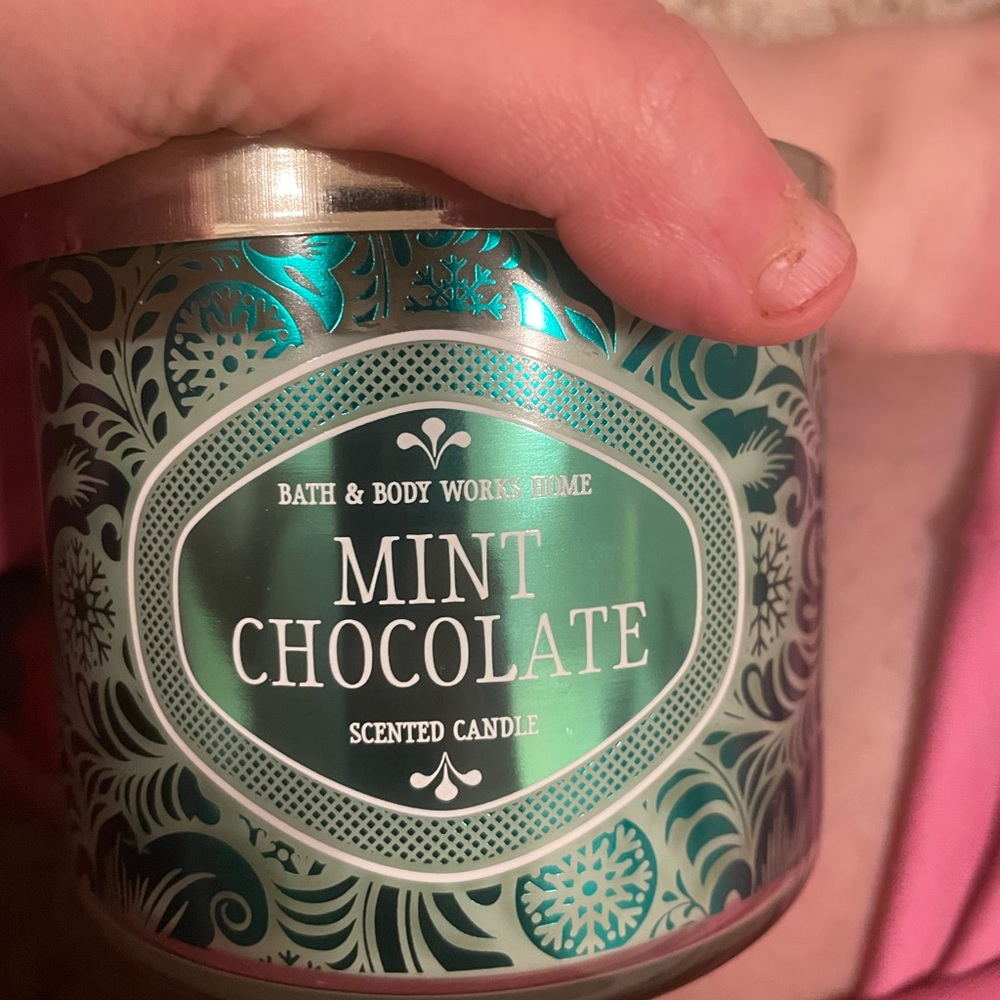 BATH & BODY WORKS HOME
MINT
CHOCOLATE
SCENTED CANDLE